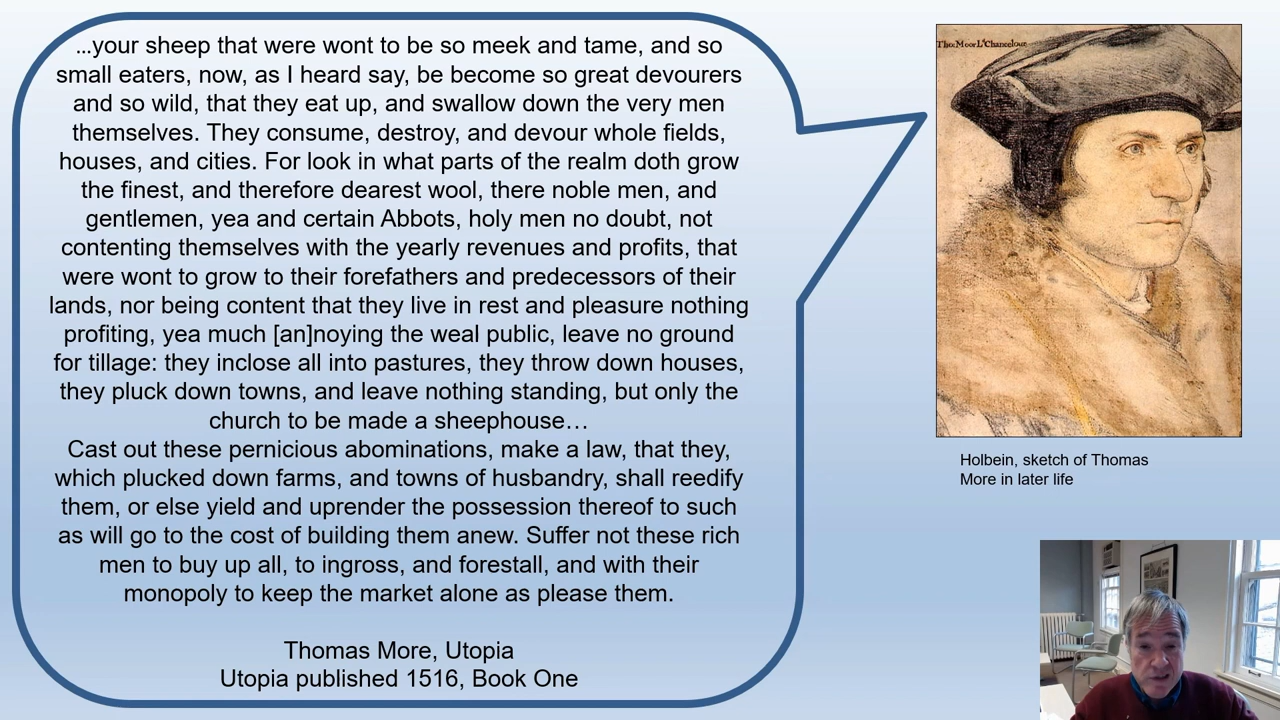 ...your sheep that were wont to be so meek and tame, and so
small eaters, now, as I heard say, be become so great devourers
and so wild, that they eat up, and swallow down the very men
themselves. They consume, destroy, and devour whole fields,
houses, and cities. For look in what parts of the realm doth grow
the finest, and therefore dearest wool, there noble men, and
gentlemen, yea and certain Abbots, holy men no doubt, not
contenting themselves with the yearly revenues and profits, that
were wont to grow to their forefathers and predecessors of their
lands, nor being content that they live in rest and pleasure nothing
profiting, yea much [an]noying the weal public, leave no ground
for tillage: they inclose all into pastures, they throw down houses,
they pluck down towns, and leave nothing standing, but only the
church to be made a sheephouse…
Cast out these pernicious abominations, make a law, that they,
which plucked down farms, and towns of husbandry, shall reedify
them, or else yield and uprender the possession thereof to such
as will go to the cost of building them anew. Suffer not these rich
men to buy up all, to ingross, and forestall, and with their
monopoly to keep the market alone as please them.
Thomas More, Utopia
Utopia published 1516, Book One
Holbein, sketch of Thomas
More in later life